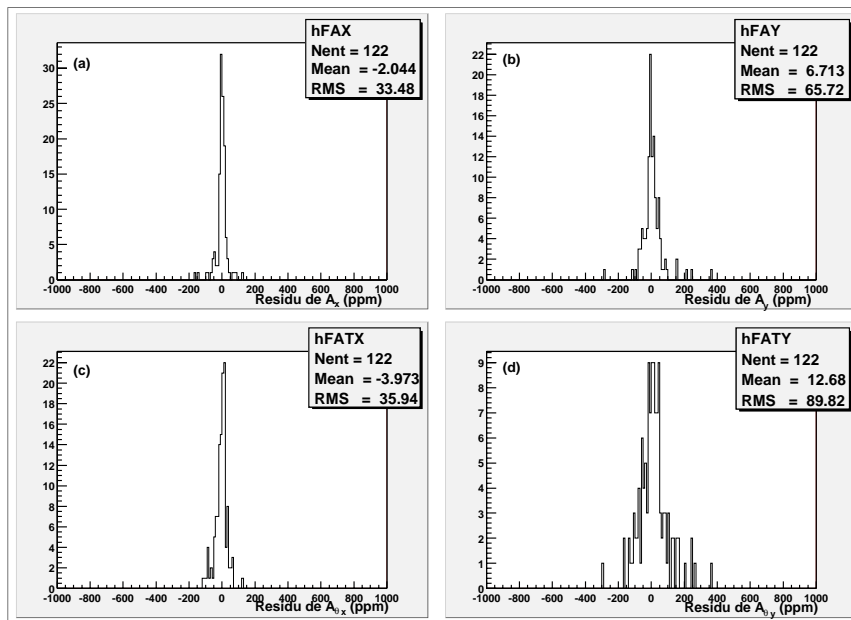 hFAX
Nent = 122
Mean = -2.044
RMS = 33.48
(a)
30
25
20
15
10
5
0
-1000 -800 -600 -400 -200 0 200 400 600 800 1000
Residu de A x (ppm)
hFAY
Nent = 122
Mean = 6.713
RMS = 65.72
(b)
22
20
18
16
14
12
10
8
6
4
2
0
-1000 -800 -600 -400 -200 0 200 400 600 800 1000
Residu de A y (ppm)
hFATX
Nent = 122
Mean = -3.973
RMS = 35.94
(c)
22
20
18
16
14
12
10
8
6
4
2
0
-1000 -800 -600 -400 -200 0 200 400 600 800 1000
Residu de A θ x (ppm)
hFATY
Nent = 122
Mean = 12.68
RMS = 89.82
(d)
9
8
7
6
5
4
3
2
1
0
-1000 -800 -600 -400 -200 0 200 400 600 800 1000
Residu de A θ y (ppm)